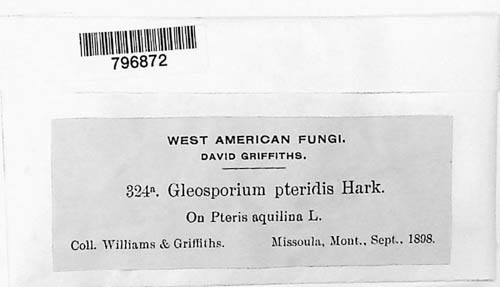 796872
WEST AMERICAN FUNGI.
DAVID GRIFFITHS.
324ª. Gleosporium pteridis Hark.
On Pteris aquilina L.
Coll. Williams & Griffiths. Missoula, Mont., Sept., 1898.